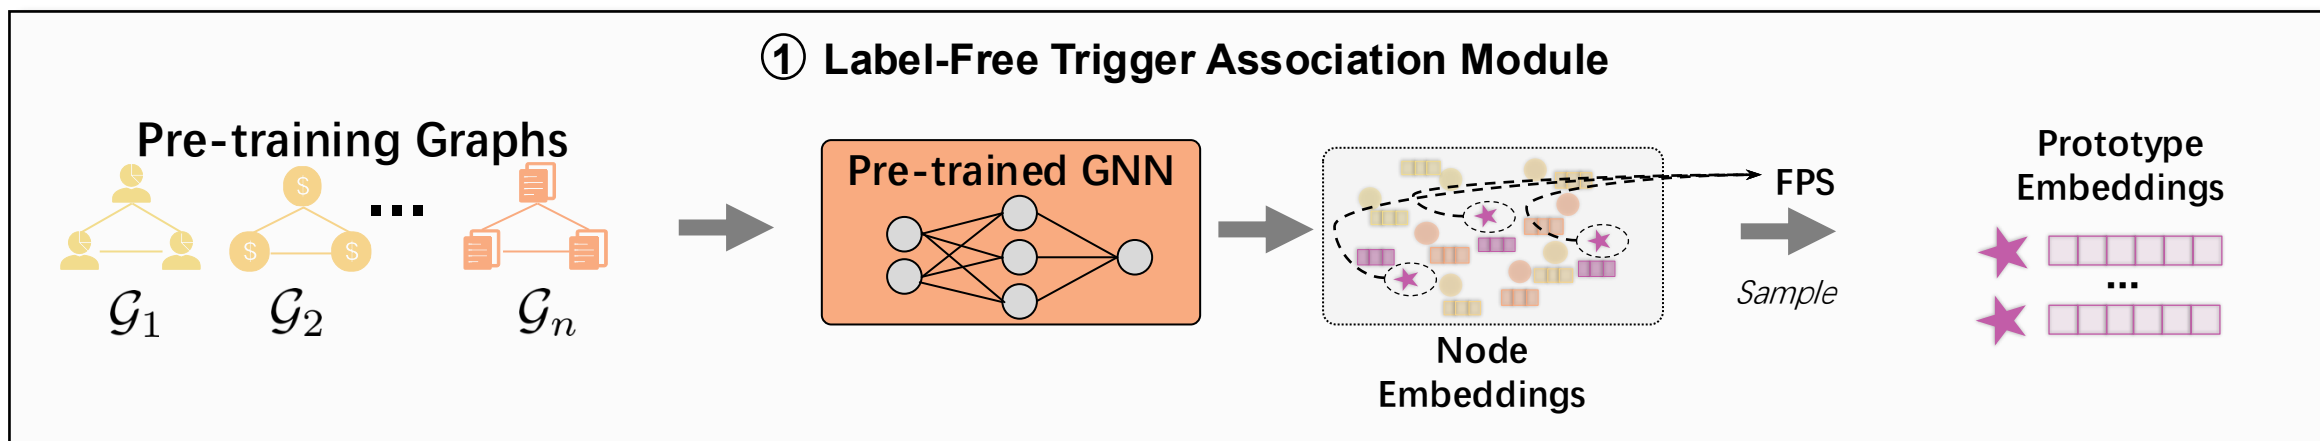 ① Label-Free Trigger Association Module
Pre-training Graphs
$ $ $
...
𝒢1
𝒢2
𝒢n
Pre-trained GNN
Node
Embeddings
FPS
Sample
Prototype
Embeddings
...